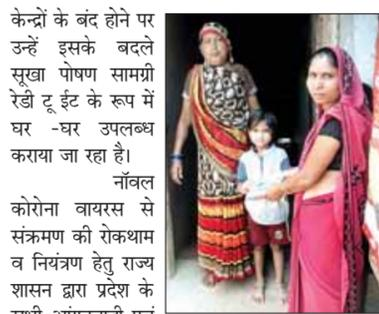 केन्द्रों के बंद होने पर
उन्हें इसके बदले
सूखा पोषण सामग्री
रेडी टू ईट के रूप में
घर -घर उपलब्ध
कराया जा रहा है।
नॉवल
कोरोना वायरस से
संक्रमण की रोकथाम
व नियंत्रण हेतु राज्य
शासन द्वारा प्रदेश के